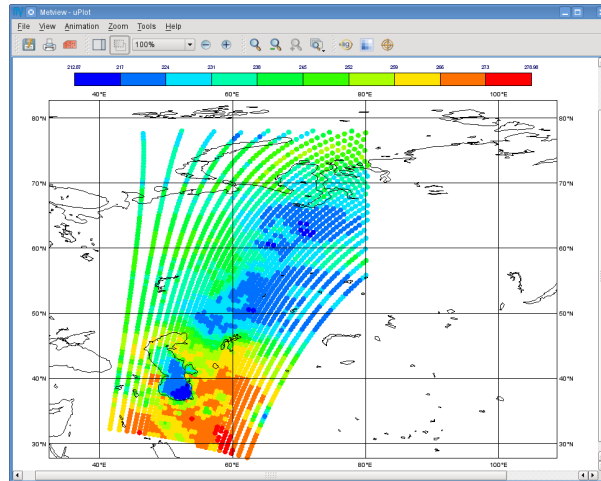 Metview - uPlot
File View Animation Zoom Tools Help
100%
212.87 217 224 231 238 245 252 259 266 273 278.98
40°E 60°E 80°E 100°E
80°N 80°N
70°N 70°N
60°N 60°N
50°N 50°N
40°N 40°N
30°N 30°N
40°E 60°E 80°E 100°E